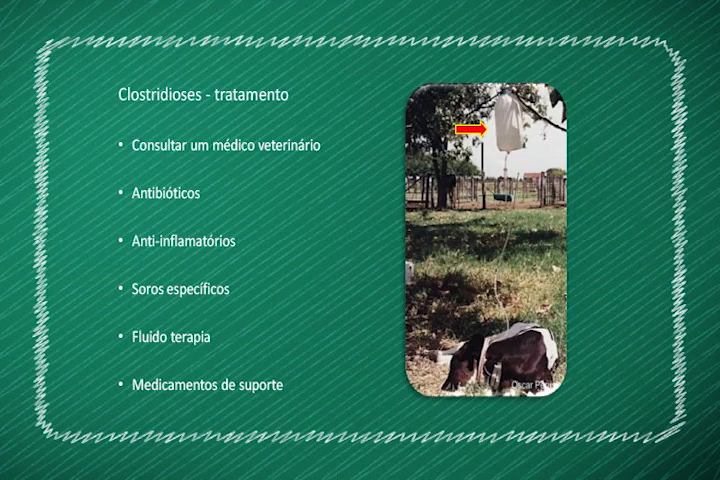 Clostridioses - tratamento
• Consultar um médico veterinário
• Antibióticos
• Anti-inflamatórios
• Soros específicos
• Fluido terapia
• Medicamentos de suporte
Oscar